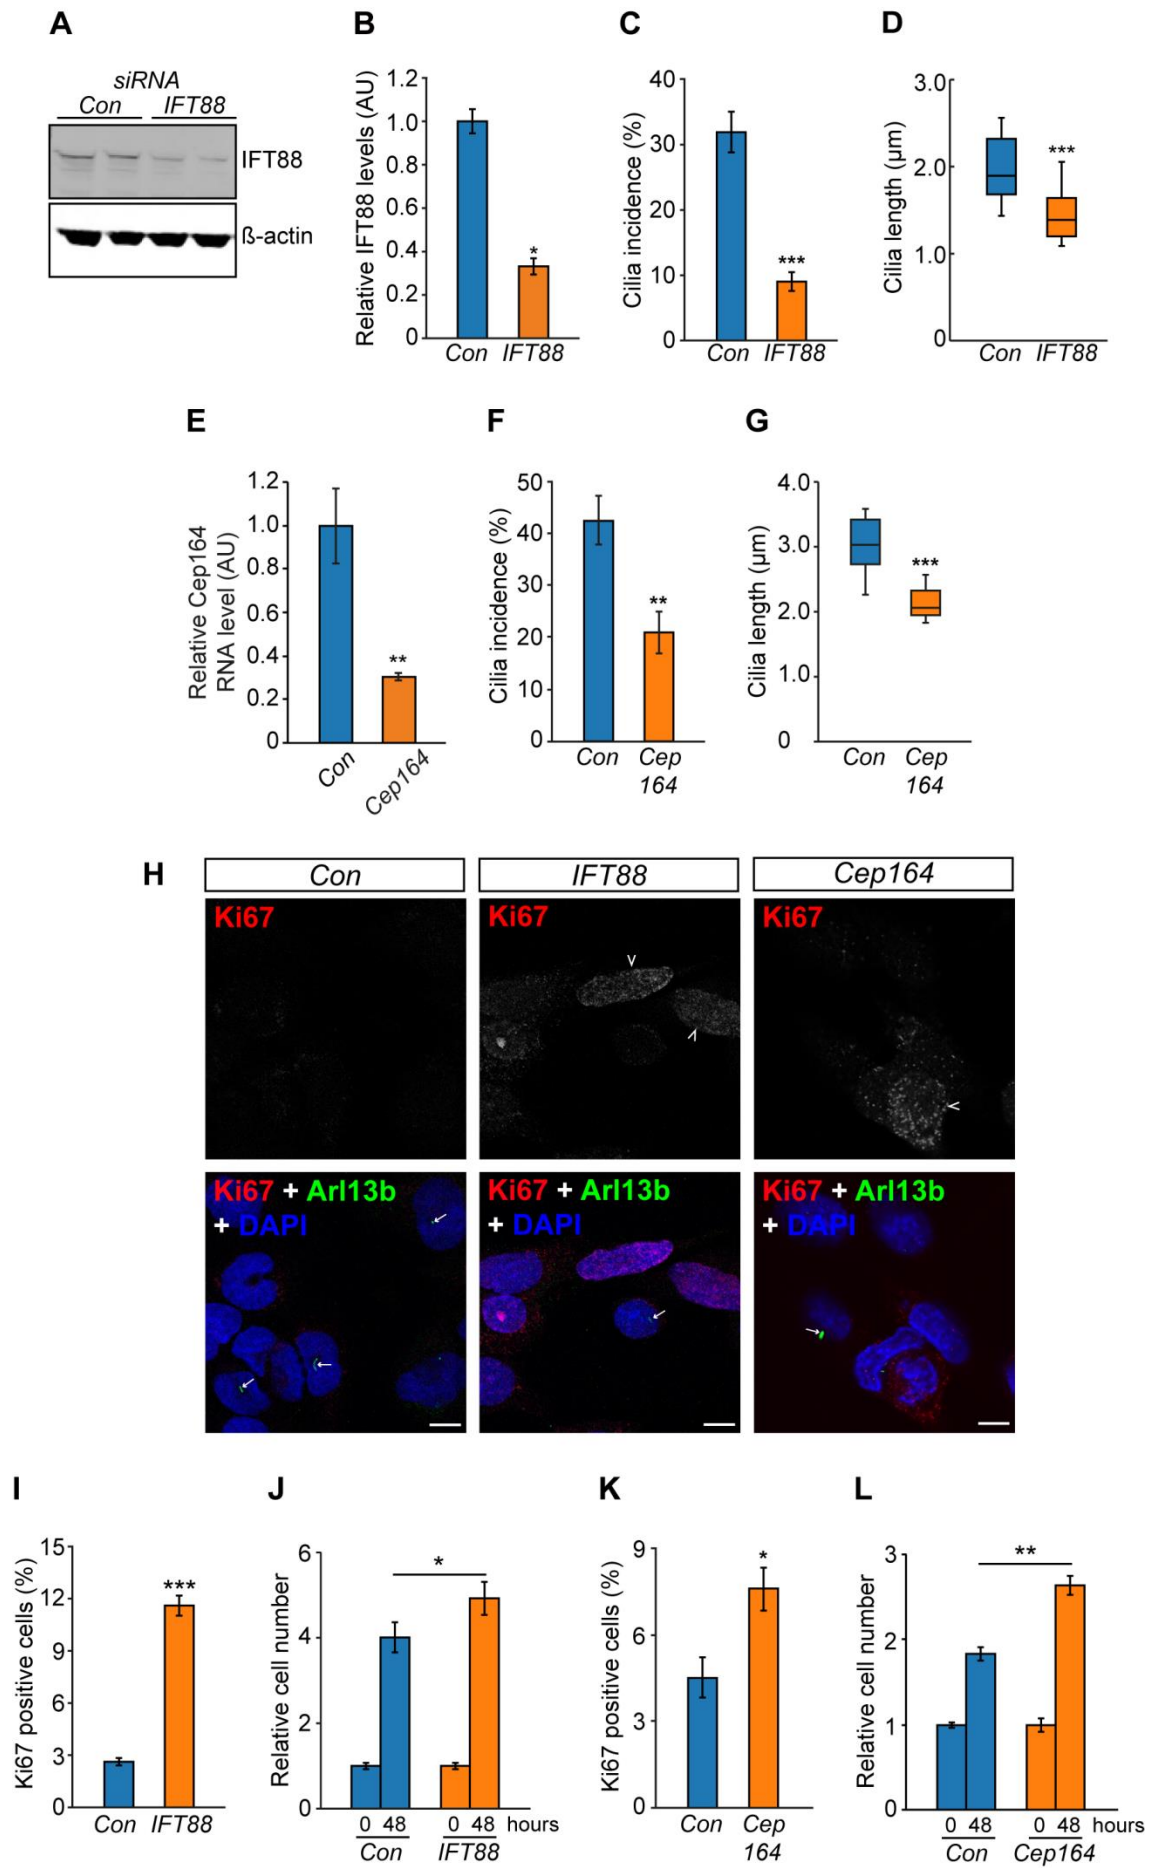 A
siRNA
Con IFT88
IFT88
ß-actin
B
Relative IFT88 levels (AU)
1.2
1.0
0.8
0.6
0.4
0.2
0
*
Con IFT88
C
Cilia incidence (%)
40
30
20
10
0
***
Con IFT88
D
Cilia length (µm)
3.0
2.0
1.0
0
***
Con IFT88
E
Relative Cep164
RNA level (AU)
1.2
1.0
0.8
0.6
0.4
0.2
0
**
Con Cep164
F
Cilia incidence (%)
50
40
30
20
10
0
**
Con Cep
164
G
Cilia length (µm)
4.0
3.0
2.0
1.0
0
***
Con Cep
164
H
Con IFT88 Cep164
Ki67 Ki67 Ki67
Ki67 + Arl13b Ki67 + Arl13b Ki67 + Arl13b
+ DAPI + DAPI + DAPI
I
Ki67 positive cells (%)
15
12
9
6
3
0
***
Con IFT88
J
Relative cell number
6
4
2
0
*
0 48 0 48 hours
Con IFT88
K
Ki67 positive cells (%)
9
6
3
0
*
Con Cep
164
L
Relative cell number
3
2
1
0
**
0 48 0 48 hours
Con Cep164